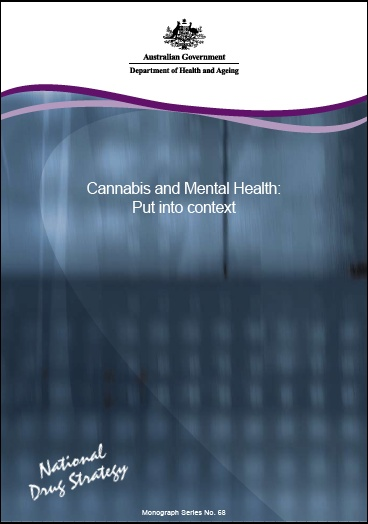 Australian Government
Department of Health and Ageing
Cannabis and Mental Health:
Put into context
National
Drug Strategy
Monograph Series No. 68